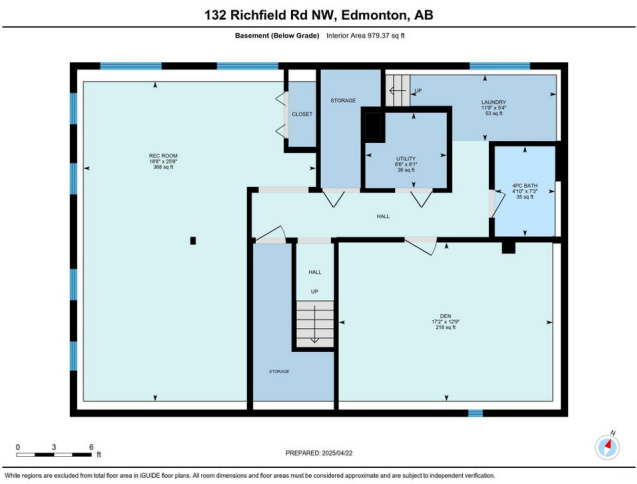 132 Richfield Rd NW, Edmonton, AB
Basement (Below Grade) Interior Area 979.37 sq ft
UP
STORAGE
LAUNDRY
11'9" x 5'4"
53 sq ft
CLOSET
REC ROOM
18'8" x 25'8"
368 sq ft
UTILITY
6'6" x 6'1"
36 sq ft
4PC BATH
4'10" x 7'3"
35 sq ft
HALL
HALL
UP
DEN
17'2" x 12'9"
218 sq ft
STORAGE
0 3 6
ft
PREPARED: 2025/04/22
N
White regions are excluded from total floor area in iGUIDE floor plans. All room dimensions and floor areas must be considered approximate and are subject to independent verification.